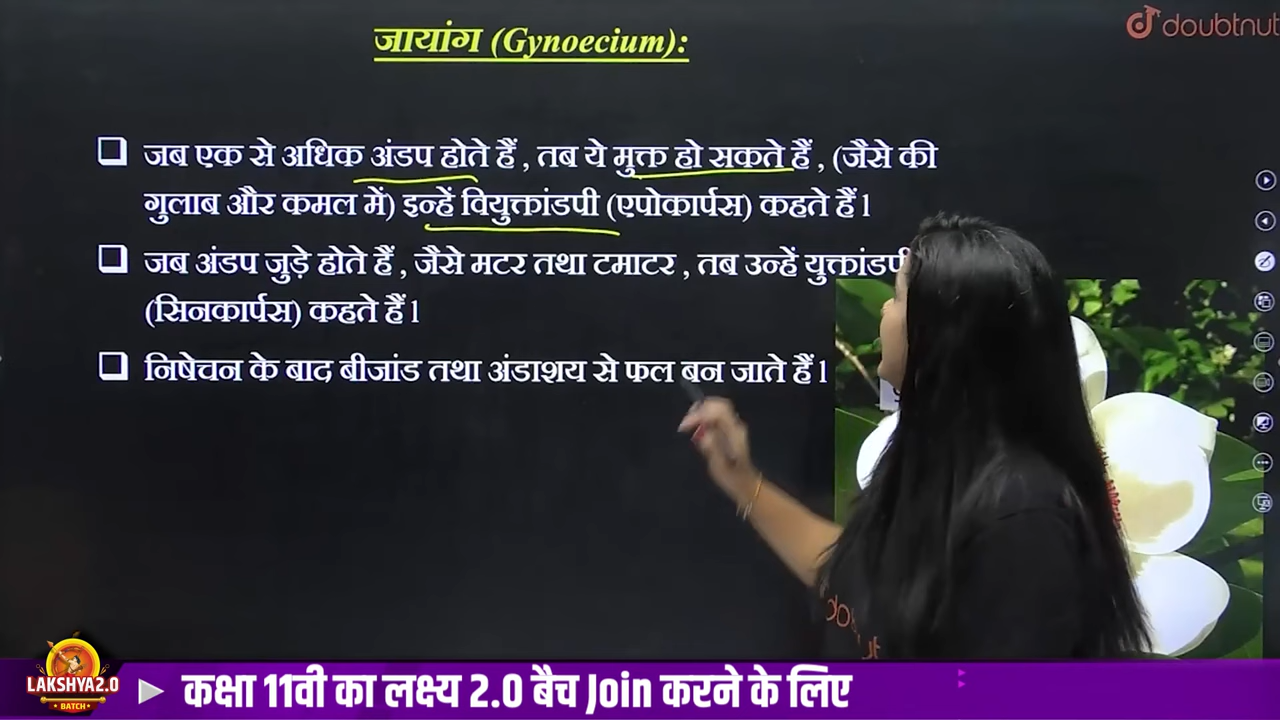 जायांग (Gynoecium):
doubtnut
जब एक से अधिक अंडप होते हैं , तब ये मुक्त हो सकते हैं , (जैसे की
गुलाब और कमल में) इन्हें वियुक्तांडपी (एपोकार्पस) कहते हैं l
जब अंडप जुड़े होते हैं , जैसे मटर तथा टमाटर , तब उन्हें युक्तांडपी
(सिनकार्पस) कहते हैं l
निषेचन के बाद बीजांड तथा अंडाशय से फल बन जाते हैं l
LAKSHYA2.0
BATCH
कक्षा 11वी का लक्ष्य 2.0 बैच Join करने के लिए